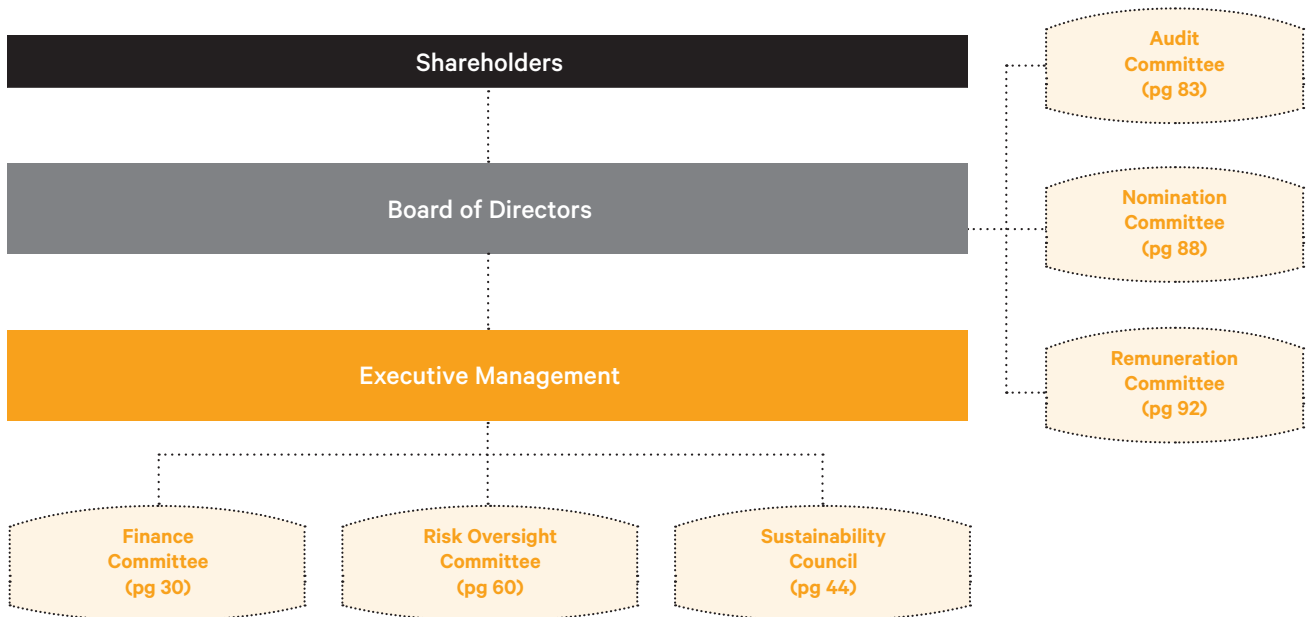 Shareholders
Board of Directors
Executive Management
Audit
Committee
(pg 83)
Nomination
Committee
(pg 88)
Remuneration
Committee
(pg 92)
Finance
Committee
(pg 30)
Risk Oversight
Committee
(pg 60)
Sustainability
Council
(pg 44)